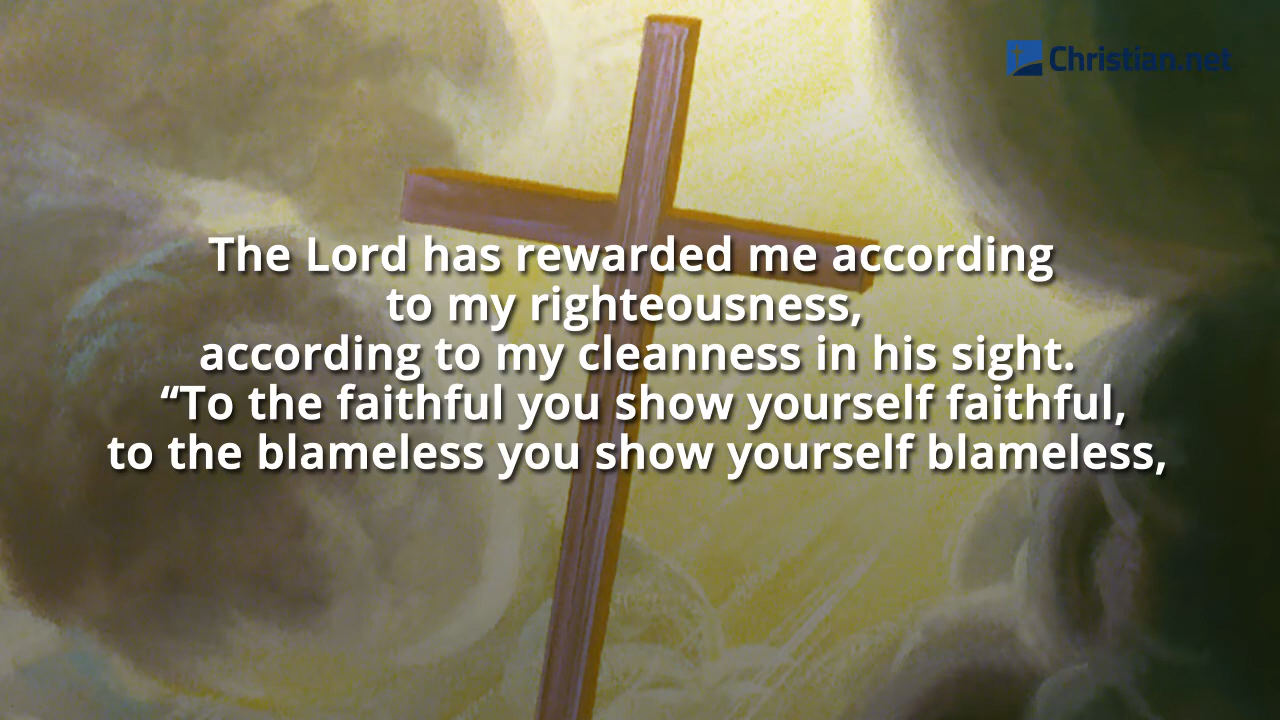 Christian.net
The Lord has rewarded me according
to my righteousness,
according to my cleanness in his sight.
“To the faithful you show yourself faithful,
to the blameless you show yourself blameless,